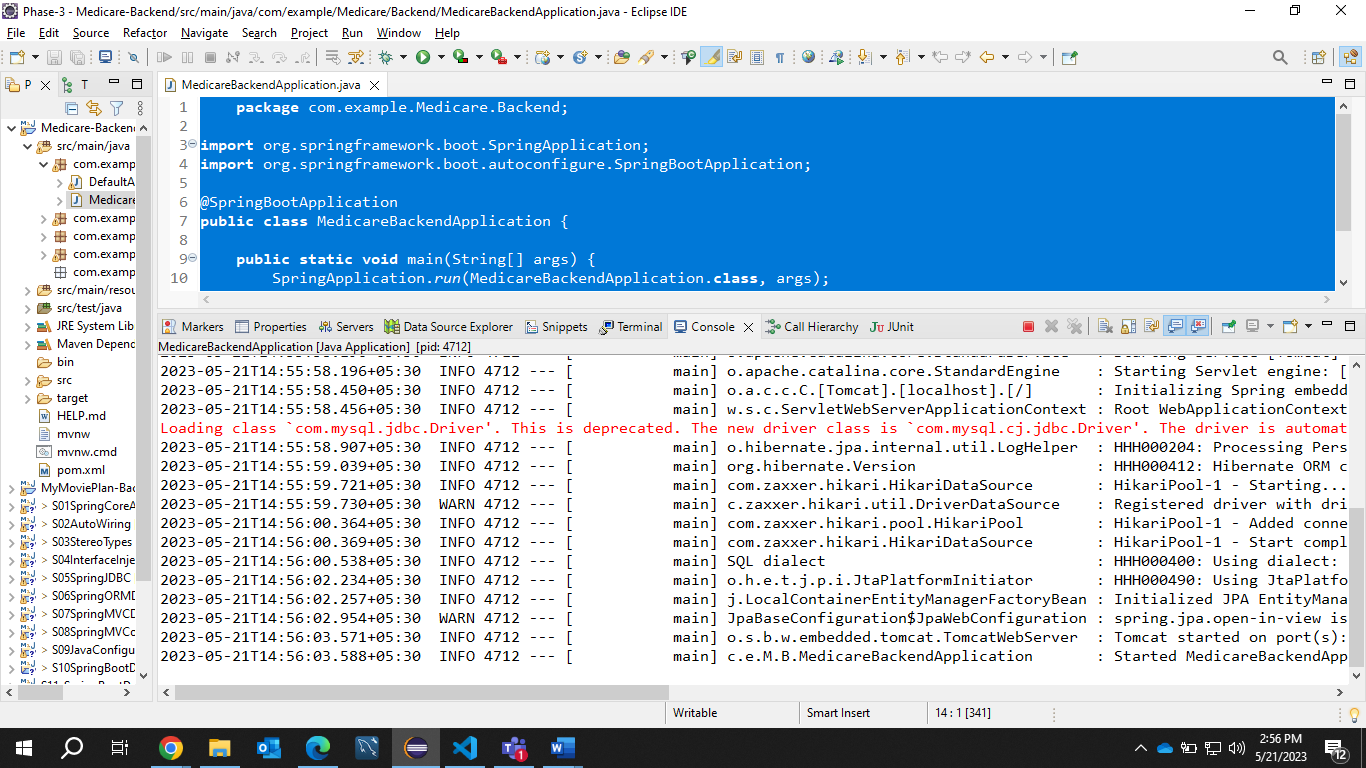 Phase-3 - Medicare-Backend/src/main/java/com/example/Medicare/Backend/MedicareBackendApplication.java - Eclipse IDE
File Edit Source Refactor Navigate Search Project Run Window Help
P T
MedicareBackendApplication.java
Medicare-Backend
src/main/java
com.examp
DefaultA
Medicare
com.examp
com.examp
com.examp
com.examp
src/main/resou
src/test/java
JRE System Lib
Maven Depend
bin
src
target
HELP.md
mvnw
mvnw.cmd
pom.xml
MyMoviePlan-Bac
> S01SpringCoreA
> S02AutoWiring
> S03StereoTypes
> S04InterfaceInje
> S05SpringJDBC
> S06SpringORMD
> S07SpringMVCD
> S08SpringMVCc
> S09JavaConfigu
> S10SpringBootD
1 package com.example.Medicare.Backend;
2
3 import org.springframework.boot.SpringApplication;
4 import org.springframework.boot.autoconfigure.SpringBootApplication;
5
6 @SpringBootApplication
7 public class MedicareBackendApplication {
8
9 public static void main(String[] args) {
10 SpringApplication.run(MedicareBackendApplication.class, args);
Markers Properties Servers Data Source Explorer Snippets Terminal Console Call Hierarchy JUnit
MedicareBackendApplication [Java Application] [pid: 4712]
2023-05-21T14:55:58.196+05:30 INFO 4712 --- [ main] o.apache.catalina.core.StandardEngine : Starting Servlet engine: [
2023-05-21T14:55:58.450+05:30 INFO 4712 --- [ main] o.a.c.c.C.[Tomcat].[localhost].[/] : Initializing Spring embedd
2023-05-21T14:55:58.456+05:30 INFO 4712 --- [ main] w.s.c.ServletWebServerApplicationContext : Root WebApplicationContext
Loading class `com.mysql.jdbc.Driver'. This is deprecated. The new driver class is `com.mysql.cj.jdbc.Driver'. The driver is automat
2023-05-21T14:55:58.907+05:30 INFO 4712 --- [ main] o.hibernate.jpa.internal.util.LogHelper : HHH000204: Processing Pers
2023-05-21T14:55:59.039+05:30 INFO 4712 --- [ main] org.hibernate.Version : HHH000412: Hibernate ORM c
2023-05-21T14:55:59.721+05:30 INFO 4712 --- [ main] com.zaxxer.hikari.HikariDataSource : HikariPool-1 - Starting...
2023-05-21T14:55:59.730+05:30 WARN 4712 --- [ main] c.zaxxer.hikari.util.DriverDataSource : Registered driver with dri
2023-05-21T14:56:00.364+05:30 INFO 4712 --- [ main] com.zaxxer.hikari.pool.HikariPool : HikariPool-1 - Added conne
2023-05-21T14:56:00.369+05:30 INFO 4712 --- [ main] com.zaxxer.hikari.HikariDataSource : HikariPool-1 - Start compl
2023-05-21T14:56:00.538+05:30 INFO 4712 --- [ main] SQL dialect : HHH000400: Using dialect:
2023-05-21T14:56:02.234+05:30 INFO 4712 --- [ main] o.h.e.t.j.p.i.JtaPlatformInitiator : HHH000490: Using JtaPlatfo
2023-05-21T14:56:02.257+05:30 INFO 4712 --- [ main] j.LocalContainerEntityManagerFactoryBean : Initialized JPA EntityMana
2023-05-21T14:56:02.954+05:30 WARN 4712 --- [ main] JpaBaseConfiguration$JpaWebConfiguration : spring.jpa.open-in-view is
2023-05-21T14:56:03.571+05:30 INFO 4712 --- [ main] o.s.b.w.embedded.tomcat.TomcatWebServer : Tomcat started on port(s):
2023-05-21T14:56:03.588+05:30 INFO 4712 --- [ main] c.e.M.B.MedicareBackendApplication : Started MedicareBackendApp
Writable Smart Insert 14 : 1 [341]
2:56 PM
5/21/2023
12